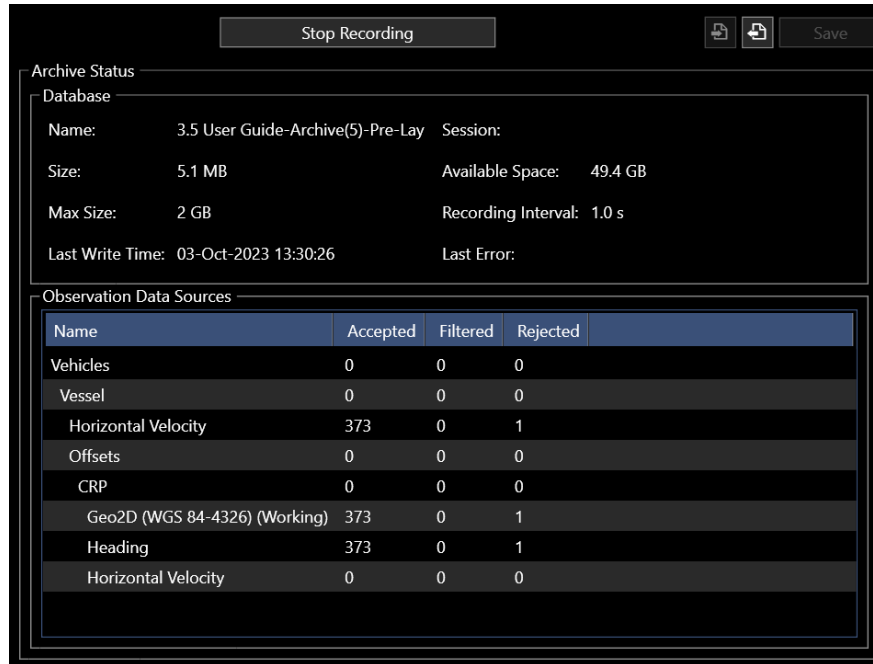 Stop Recording
Save
Archive Status
Database
Name: 3.5 User Guide-Archive(5)-Pre-Lay Session:
Size: 5.1 MB Available Space: 49.4 GB
Max Size: 2 GB Recording Interval: 1.0 s
Last Write Time: 03-Oct-2023 13:30:26 Last Error:
Observation Data Sources
Name Accepted Filtered Rejected
Vehicles 0 0 0
Vessel 0 0 0
Horizontal Velocity 373 0 1
Offsets 0 0 0
CRP 0 0 0
Geo2D (WGS 84-4326) (Working) 373 0 1
Heading 373 0 1
Horizontal Velocity 0 0 0